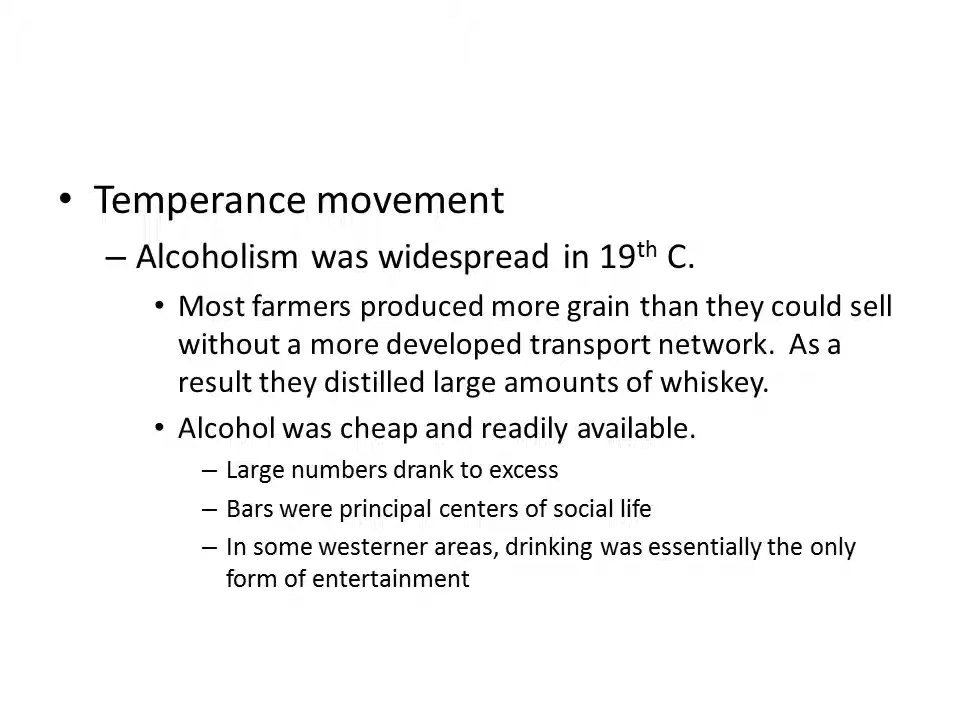 • Temperance movement
– Alcoholism was widespread in 19th C.
• Most farmers produced more grain than they could sell
without a more developed transport network.  As a
result they distilled large amounts of whiskey.
• Alcohol was cheap and readily available.
– Large numbers drank to excess
– Bars were principal centers of social life
– In some westerner areas, drinking was essentially the only
form of entertainment